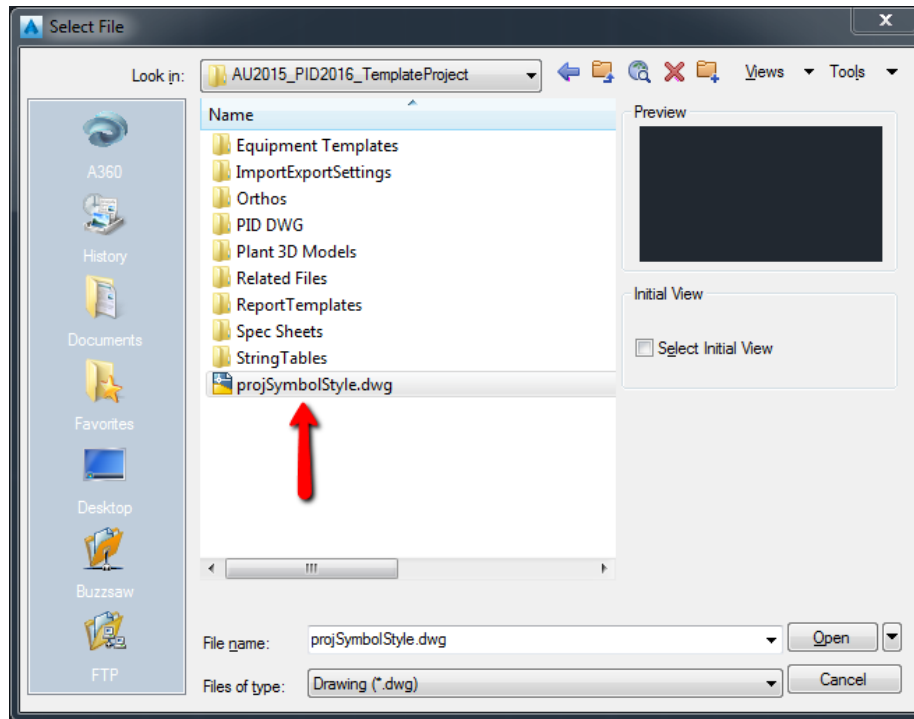 Select File
x
Look in: AU2015_PID2016_TemplateProject Views Tools
Name
Equipment Templates
ImportExportSettings
Orthos
PID DWG
Plant 3D Models
Related Files
ReportTemplates
Spec Sheets
StringTables
projSymbolStyle.dwg
A360
History
Documents
Favorites
Desktop
Buzzsaw
FTP
Preview
Initial View
Select Initial View
File name: projSymbolStyle.dwg Open
Files of type: Drawing (*.dwg) Cancel